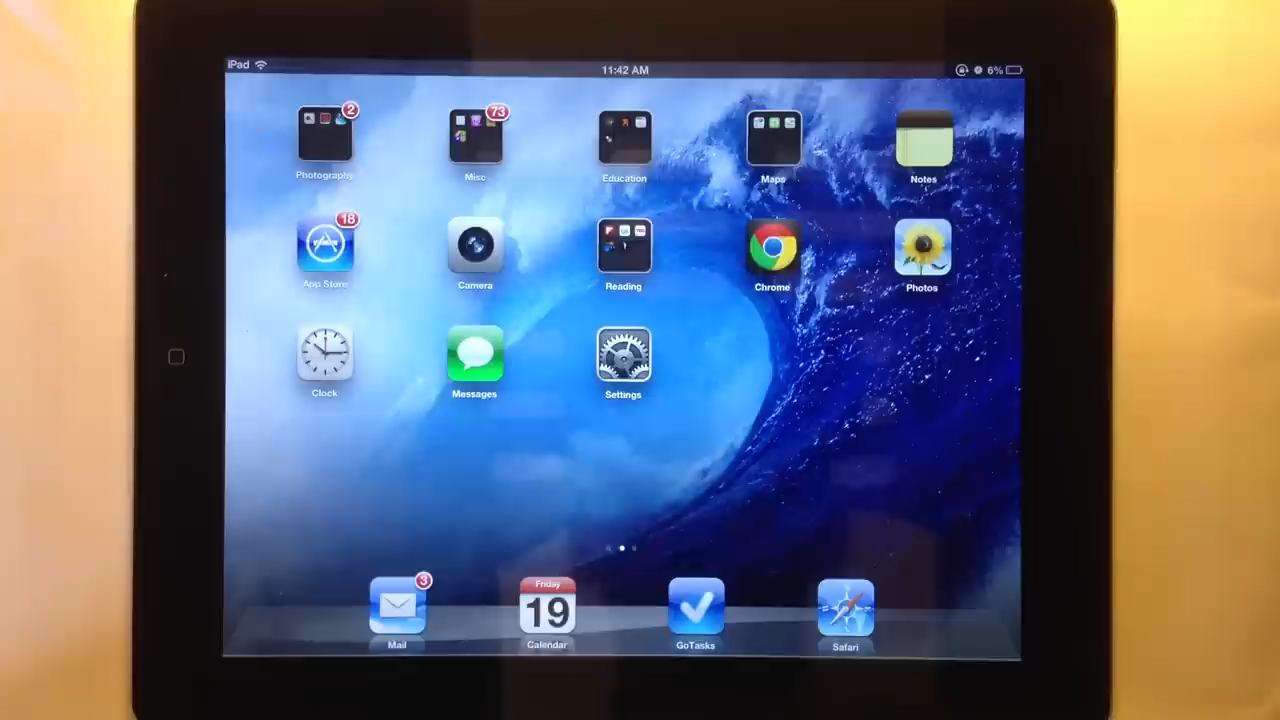 iPad 11:42 AM 6%
2 73
Photography Misc Education Maps Notes
18
App Store Camera Reading Chrome Photos
Clock Messages Settings
3 Friday
19
Mail Calendar GoTasks Safari